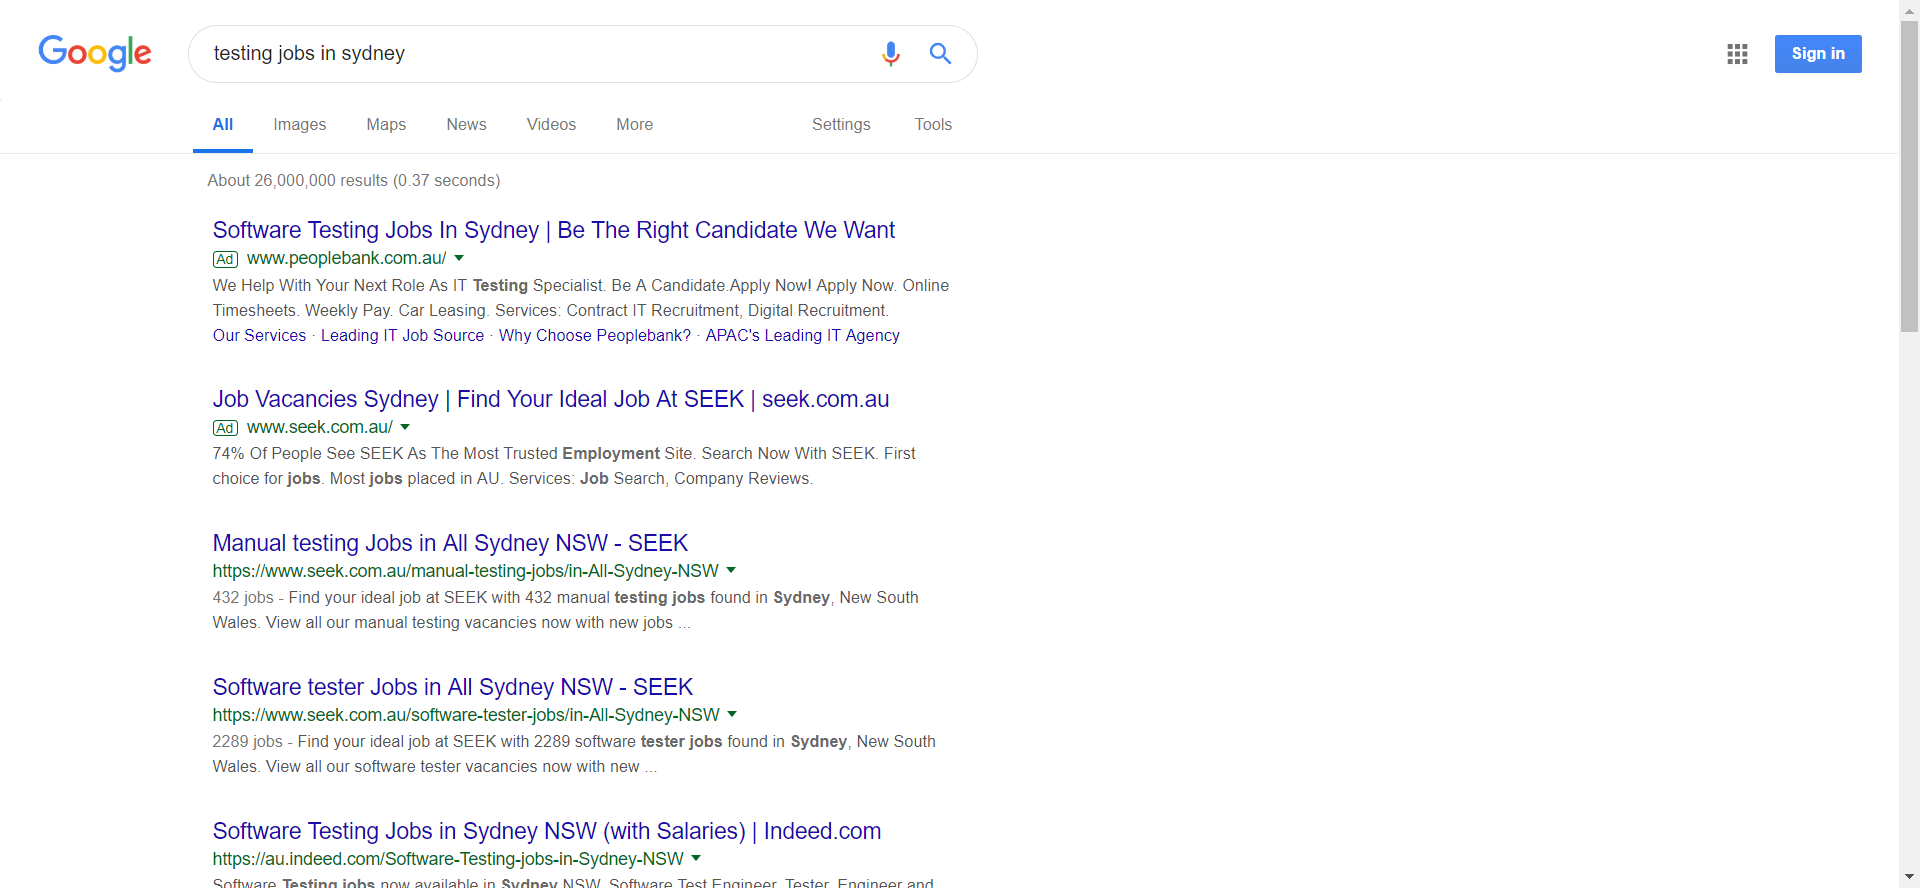 Google
testing jobs in sydney
Sign in
All Images Maps News Videos More Settings Tools
About 26,000,000 results (0.37 seconds)
Software Testing Jobs In Sydney | Be The Right Candidate We Want
Ad www.peoplebank.com.au/
We Help With Your Next Role As IT Testing Specialist. Be A Candidate.Apply Now! Apply Now. Online
Timesheets. Weekly Pay. Car Leasing. Services: Contract IT Recruitment, Digital Recruitment.
Our Services · Leading IT Job Source · Why Choose Peoplebank? · APAC's Leading IT Agency
Job Vacancies Sydney | Find Your Ideal Job At SEEK | seek.com.au
Ad www.seek.com.au/
74% Of People See SEEK As The Most Trusted Employment Site. Search Now With SEEK. First
choice for jobs. Most jobs placed in AU. Services: Job Search, Company Reviews.
Manual testing Jobs in All Sydney NSW - SEEK
https://www.seek.com.au/manual-testing-jobs/in-All-Sydney-NSW
432 jobs - Find your ideal job at SEEK with 432 manual testing jobs found in Sydney, New South
Wales. View all our manual testing vacancies now with new jobs ...
Software tester Jobs in All Sydney NSW - SEEK
https://www.seek.com.au/software-tester-jobs/in-All-Sydney-NSW
2289 jobs - Find your ideal job at SEEK with 2289 software tester jobs found in Sydney, New South
Wales. View all our software tester vacancies now with new ...
Software Testing Jobs in Sydney NSW (with Salaries) | Indeed.com
https://au.indeed.com/Software-Testing-jobs-in-Sydney-NSW
Software Testing jobs now available in Sydney NSW. Software Test Engineer, Tester, Engineer and